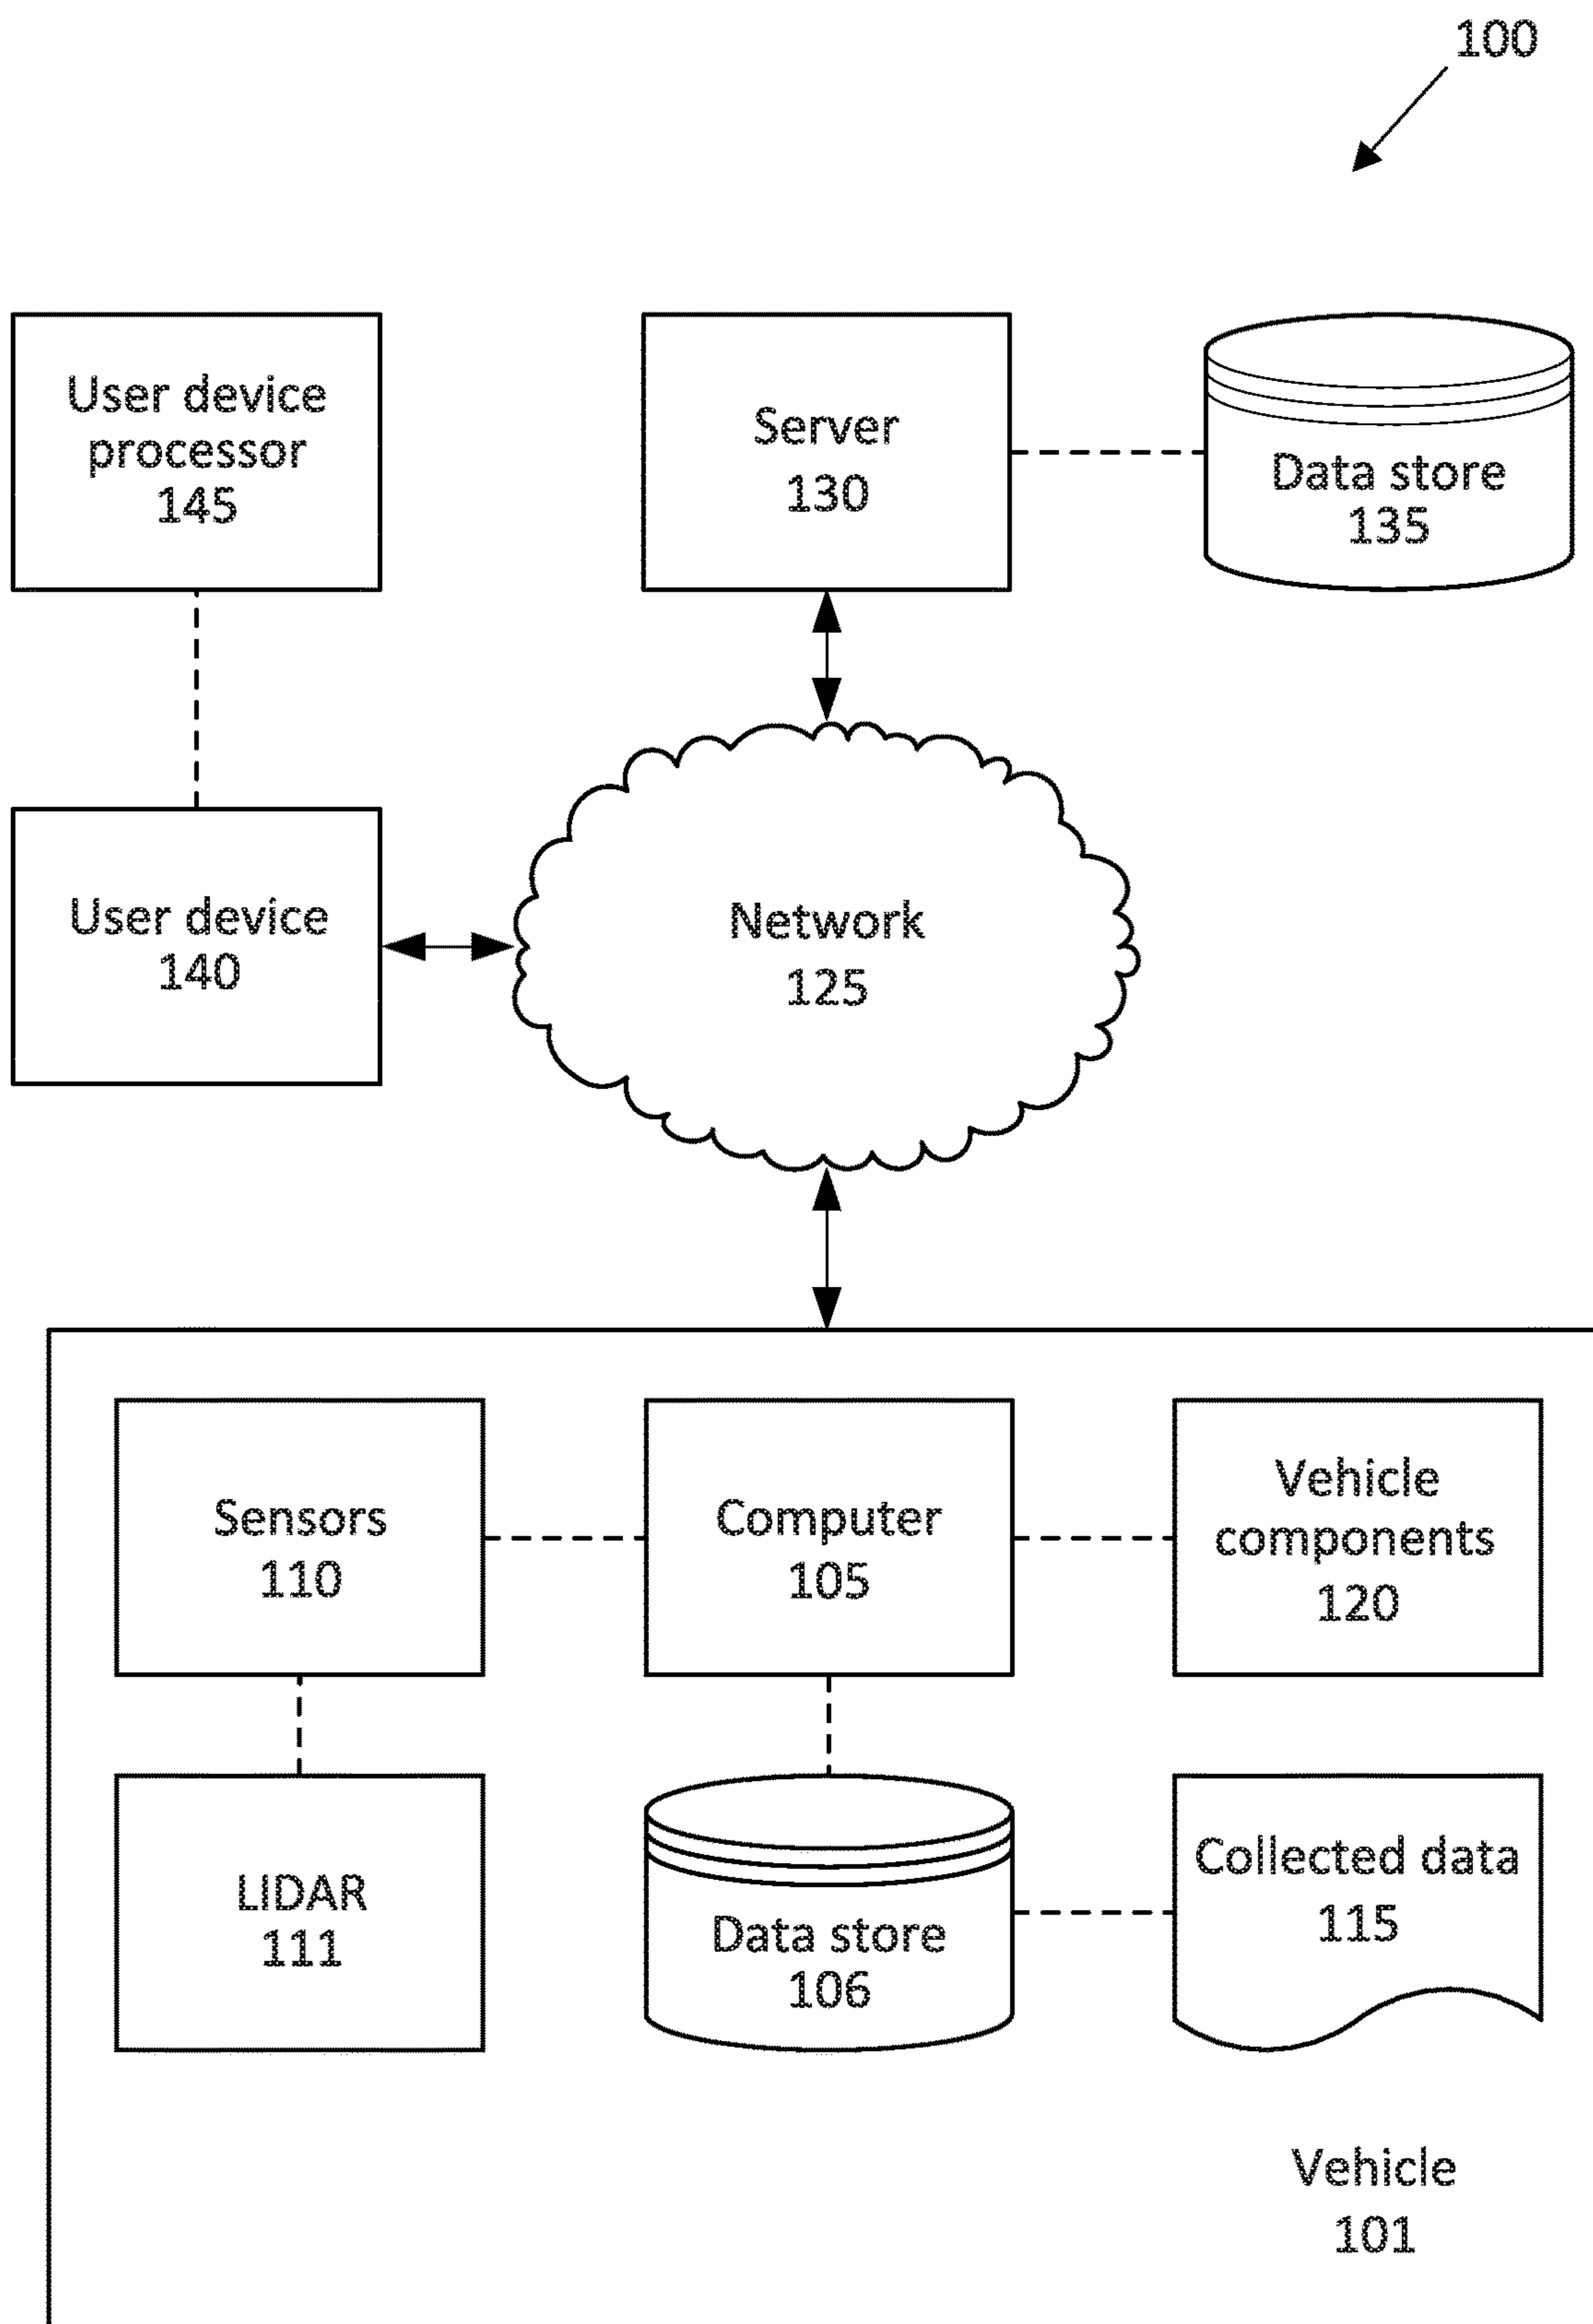 100
User device
processor
145
Server
130
Data store
135
User device
140
Network
125
Sensors
110
Computer
105
Vehicle
components
120
LIDAR
111
Data store
106
Collected data
115
Vehicle
101